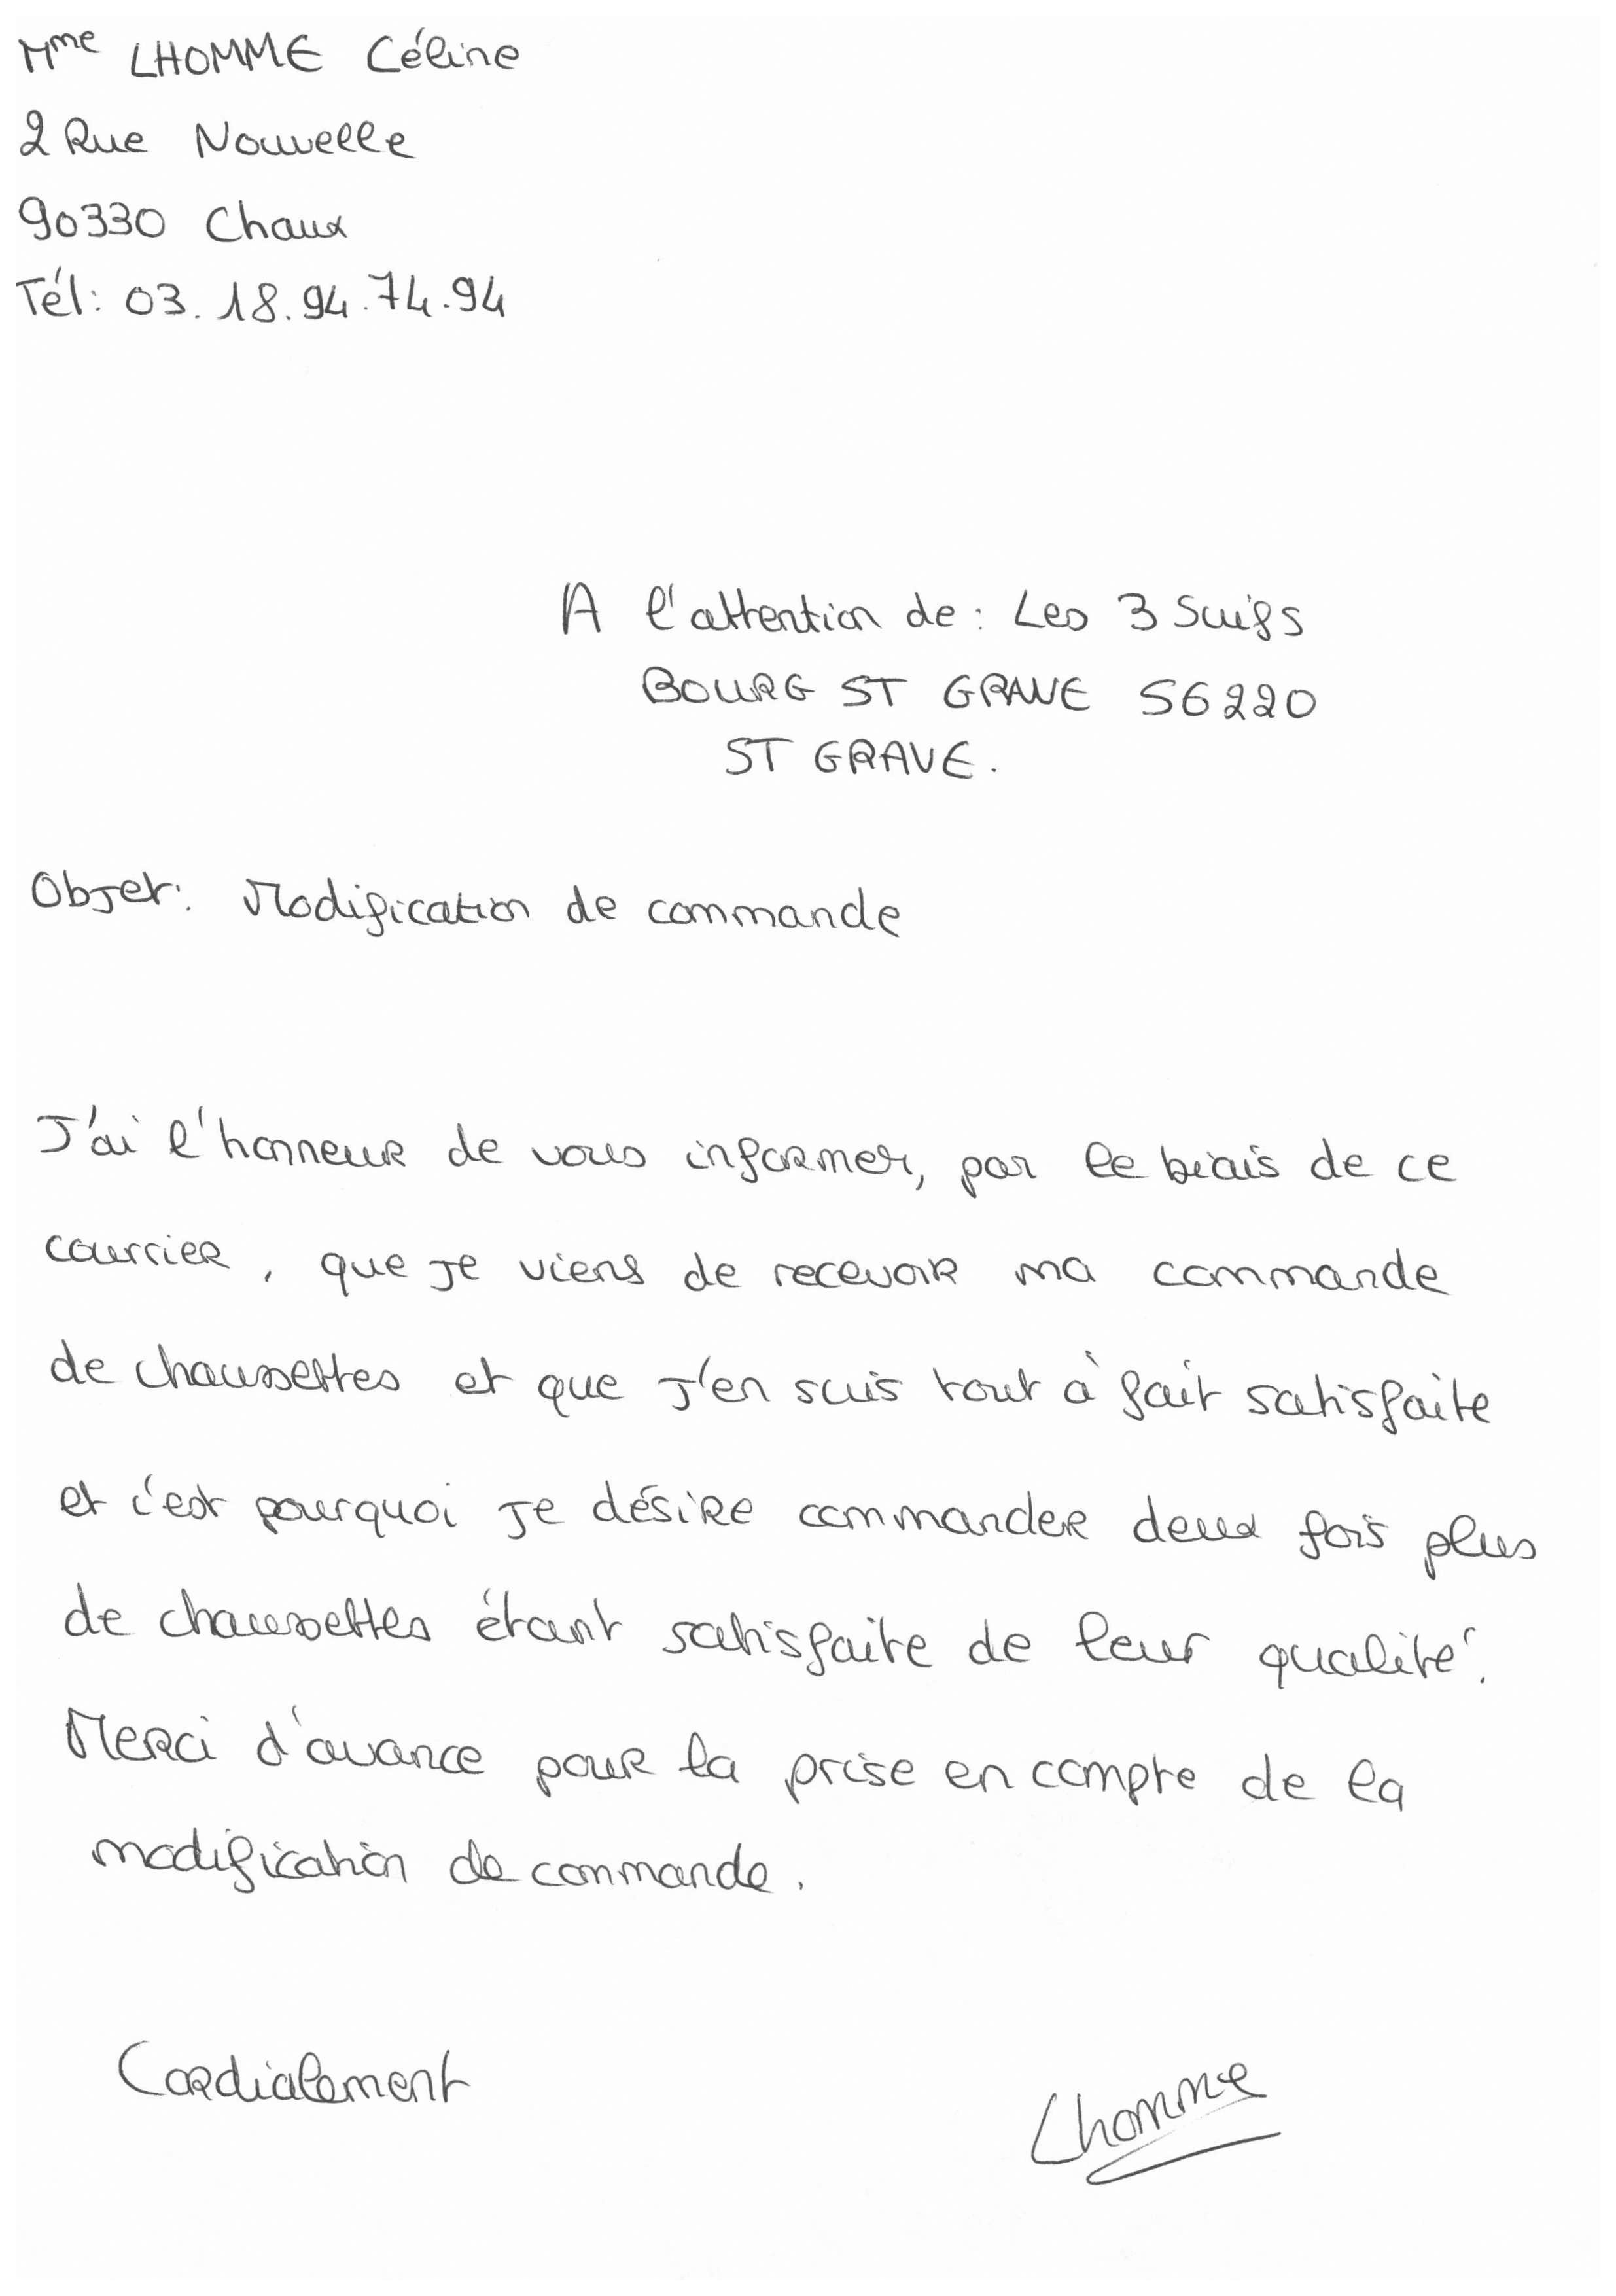 Mme LHOMME Céline
2 Rue Nouvelle
90330 Chaux
Tél: 03.18.94.74.94
A l'attention de : Les 3 Suifs
BOURG ST GRAVE 56220
ST GRAVE.
Objet: Modification de commande
J'ai l'honneur de vous informer, par le biais de ce
courrier, que je viens de recevoir ma commande
de chaussettes et que j'en suis tout à fait satisfaite
et c'est pourquoi je désire commander deux fois plus
de chaussettes étant satisfaite de leur qualité.
Merci d'avance pour la prise en compte de la
modification de commande.
Cordialement
Lhomme